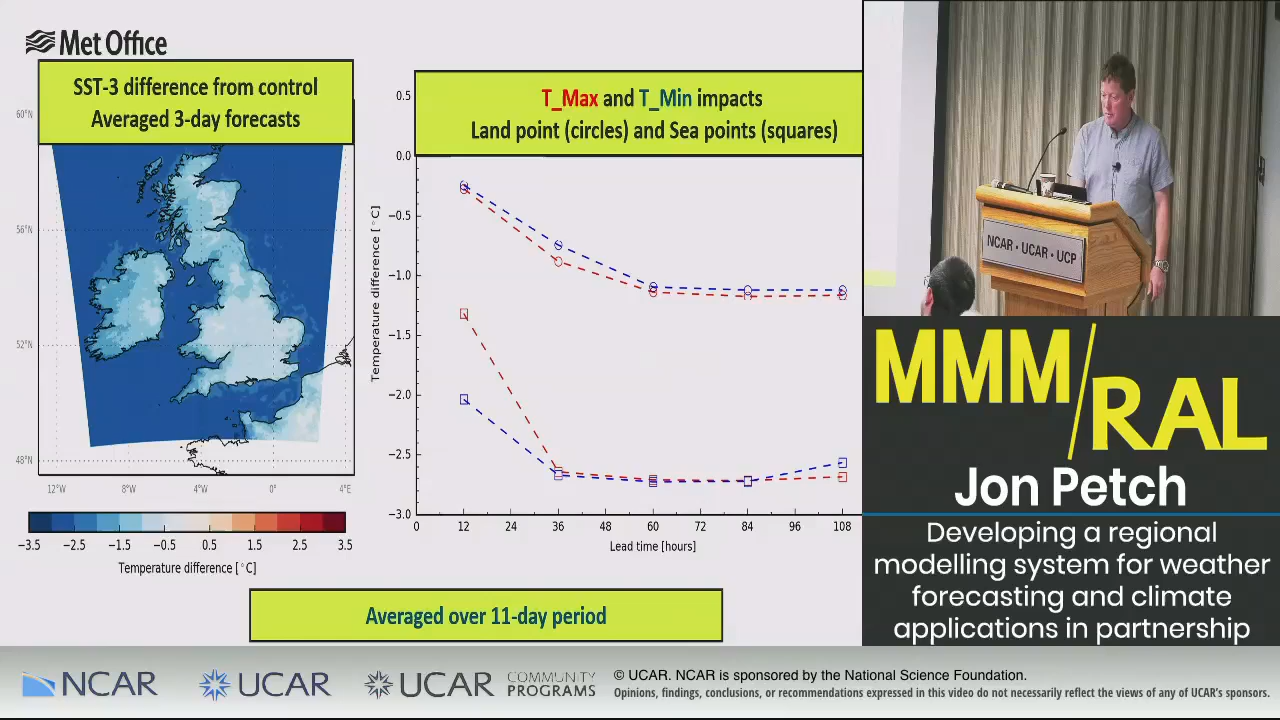 Met Office
SST-3 difference from control
Averaged 3-day forecasts
60°N
56°N
52°N
48°N
12°W 8°W 4°W 0° 4°E
−3.5 −2.5 −1.5 −0.5 0.5 1.5 2.5 3.5
Temperature difference [°C]
T_Max and T_Min impacts
Land point (circles) and Sea points (squares)
0.5
0.0
−0.5
−1.0
−1.5
−2.0
−2.5
−3.0
Temperature difference [°C]
0 12 24 36 48 60 72 84 96 108
Lead time [hours]
Averaged over 11-day period
NCAR • UCAR • UCP
MMM/RAL
Jon Petch
Developing a regional
modelling system for weather
forecasting and climate
applications in partnership
NCAR UCAR UCAR COMMUNITY
PROGRAMS
© UCAR. NCAR is sponsored by the National Science Foundation.
Opinions, findings, conclusions, or recommendations expressed in this video do not necessarily reflect the views of any of UCAR's sponsors.